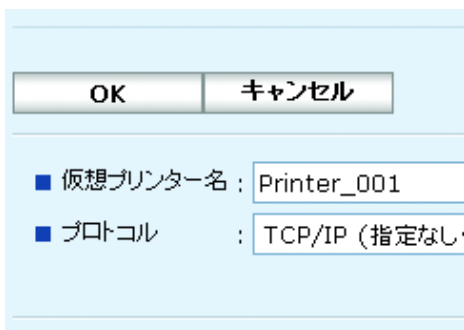 OK キャンセル
■ 仮想プリンター名 : Printer_001
■ プロトコル : TCP/IP (指定なし